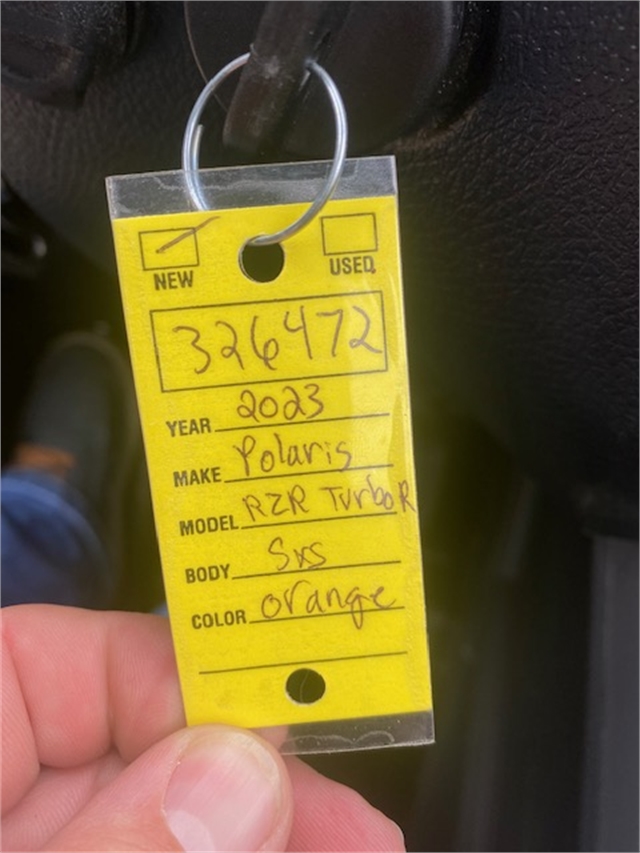 NEW USED
326472
YEAR 2023
MAKE Polaris
MODEL RZR Turbo R
BODY SxS
COLOR orange